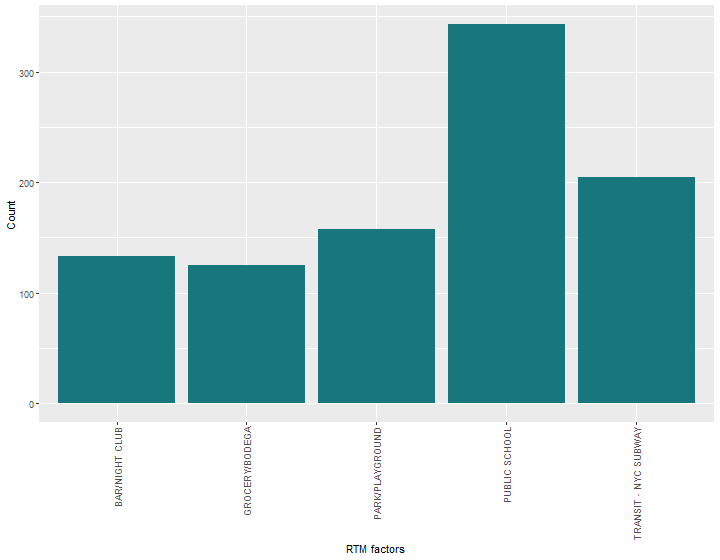 Count
300
200
100
0
BAR/NIGHT CLUB
GROCERY/BODEGA
PARK/PLAYGROUND
PUBLIC SCHOOL
TRANSIT - NYC SUBWAY
RTM factors